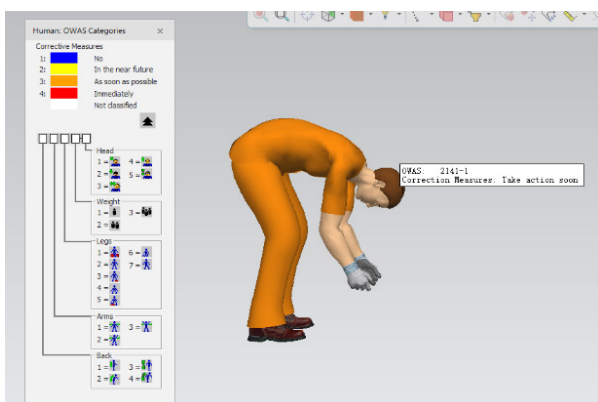 Human: OWAS Categories ×
Corrective Measures
1: No
2: In the near future
3: As soon as possible
4: Immediately
Not classified
Head
1 = 4 =
2 = 5 =
3 =
Weight
1 = 3 =
2 =
Legs
1 = 6 =
2 = 7 =
3 =
4 =
5 =
Arms
1 = 3 =
2 =
Back
1 = 3 =
2 = 4 =
OWAS: 2141-1
Correction Measures: Take action soon